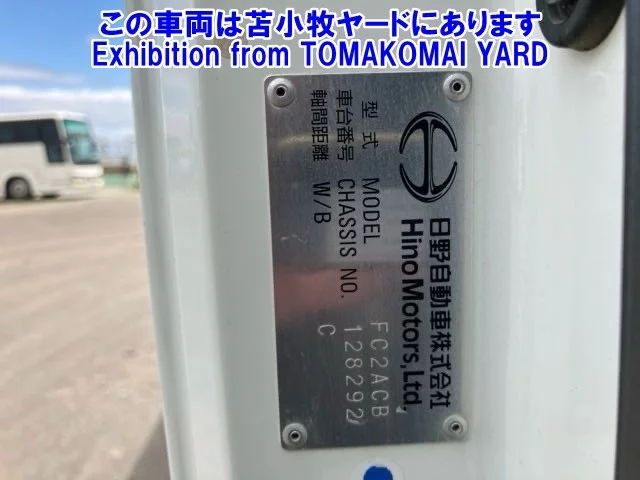 この車両は苫小牧ヤードにあります
Exhibition from TOMAKOMAI YARD
日野自動車株式会社
Hino Motors, Ltd.
型式 MODEL FC2ACB
車台番号 CHASSIS NO. 128292
軸間距離 W/B C